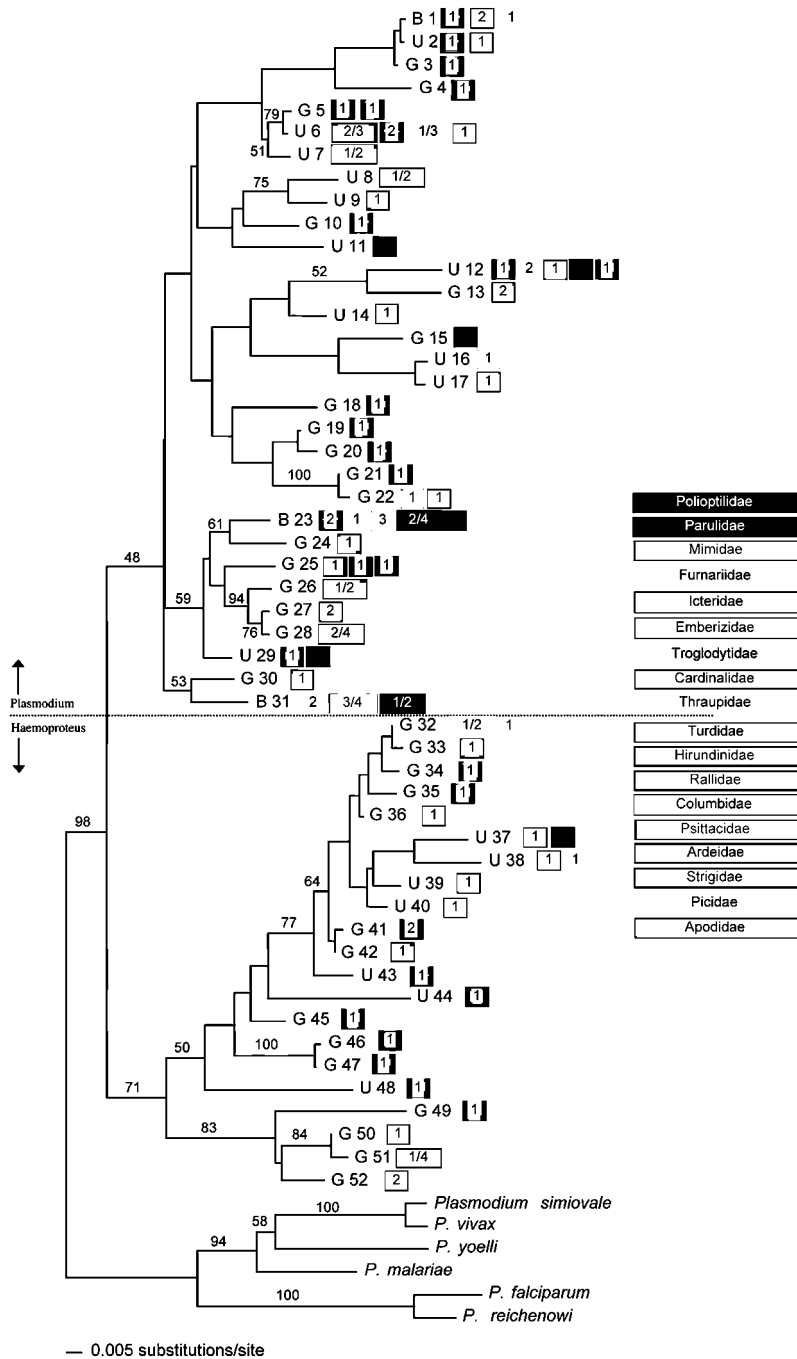 B 1 1 2 1
U 2 1 1
G 3 1
G 4 1
79 G 5 1 1
U 6 2/3 2 1/3 1
51 U 7 1/2
75 U 8 1/2
U 9 1
G 10 1
U 11
52 U 12 1 2 1 1
G 13 2
U 14 1
G 15
U 16 1
U 17 1
G 18 1
G 19 1
G 20 1
100 G 21 1
G 22 1 1
61 B 23 2 1 3 2/4
G 24 1
48 59 G 25 1 1 1
94 G 26 1/2
G 27 2
76 G 28 2/4
U 29 1
53 G 30 1
B 31 2 3/4 1/2
Plasmodium
Haemoproteus
G 32 1/2 1
G 33 1
G 34 1
G 35 1
G 36 1
98 U 37 1
U 38 1 1
64 U 39 1
U 40 1
77 G 41 2
G 42 1
U 43 1
U 44 1
G 45 1
50 100 G 46 1
G 47 1
71 U 48 1
83 G 49 1
84 G 50 1
G 51 1/4
G 52 2
100 Plasmodium simiovale
58 P. vivax
94 P. yoelli
P. malariae
100 P. falciparum
P. reichenowi
0.005 substitutions/site
Polioptilidae
Parulidae
Mimidae
Furnariidae
Icteridae
Emberizidae
Troglodytidae
Cardinalidae
Thraupidae
Turdidae
Hirundinidae
Rallidae
Columbidae
Psittacidae
Ardeidae
Strigidae
Picidae
Apodidae